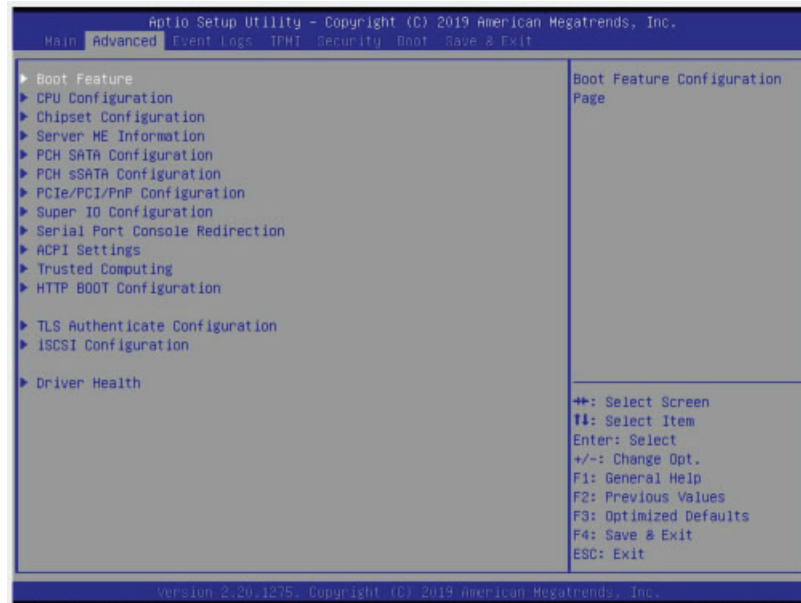 Aptio Setup Utility - Copyright (C) 2019 American Megatrends, Inc.
Main Advanced Event Logs IPMI Security Boot Save & Exit
Boot Feature
CPU Configuration
Chipset Configuration
Server ME Information
PCH SATA Configuration
PCH sSATA Configuration
PCIe/PCI/PnP Configuration
Super IO Configuration
Serial Port Console Redirection
ACPI Settings
Trusted Computing
HTTP BOOT Configuration
TLS Authenticate Configuration
iSCSI Configuration
Driver Health
Boot Feature Configuration
Page
→←: Select Screen
↑↓: Select Item
Enter: Select
+/-: Change Opt.
F1: General Help
F2: Previous Values
F3: Optimized Defaults
F4: Save & Exit
ESC: Exit
Version 2.20.1275. Copyright (C) 2019 American Megatrends, Inc.